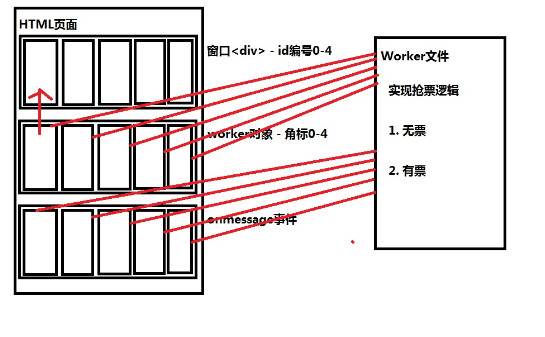 HTML页面
窗口<div> - id编号0-4
Worker文件
实现抢票逻辑
1. 无票
worker对象 - 角标0-4
2. 有票
onmessage事件